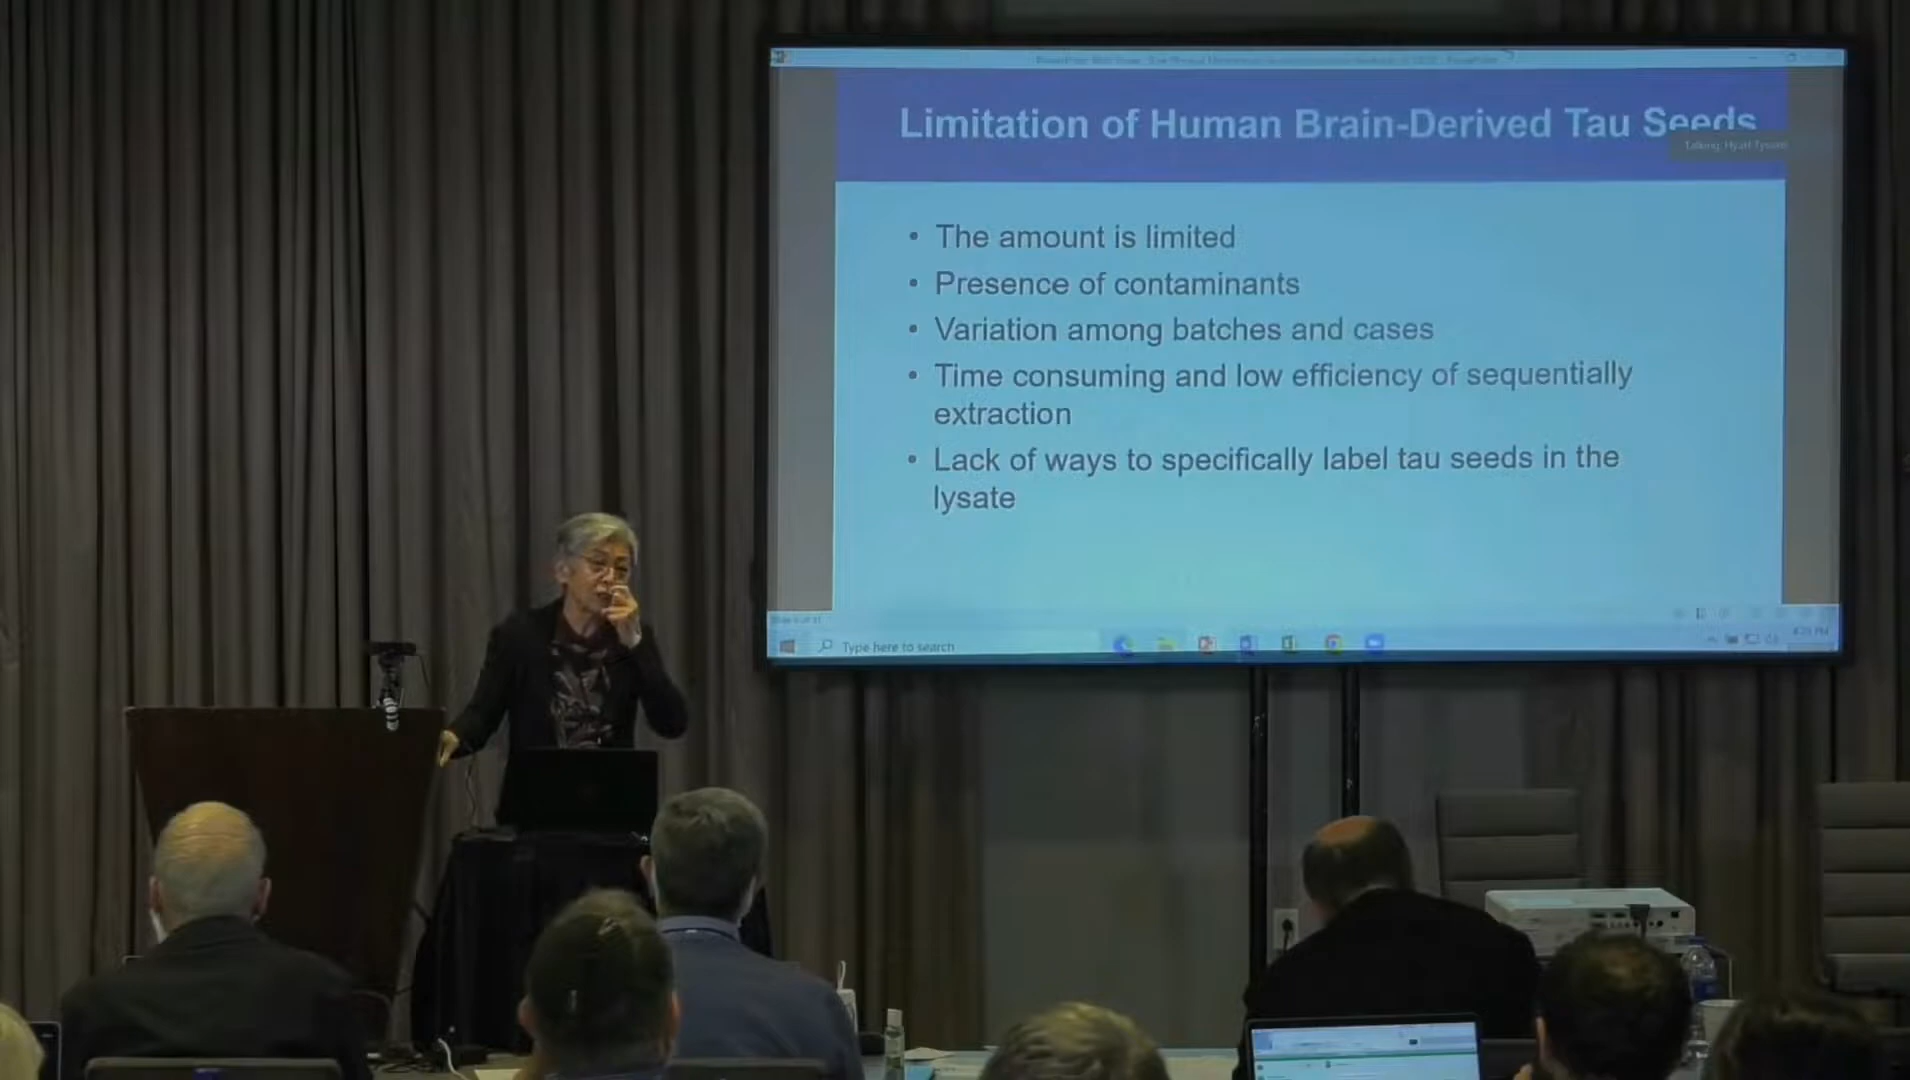 Limitation of Human Brain-Derived Tau Seeds
• The amount is limited
• Presence of contaminants
• Variation among batches and cases
• Time consuming and low efficiency of sequentially
extraction
• Lack of ways to specifically label tau seeds in the
lysate
Type here to search